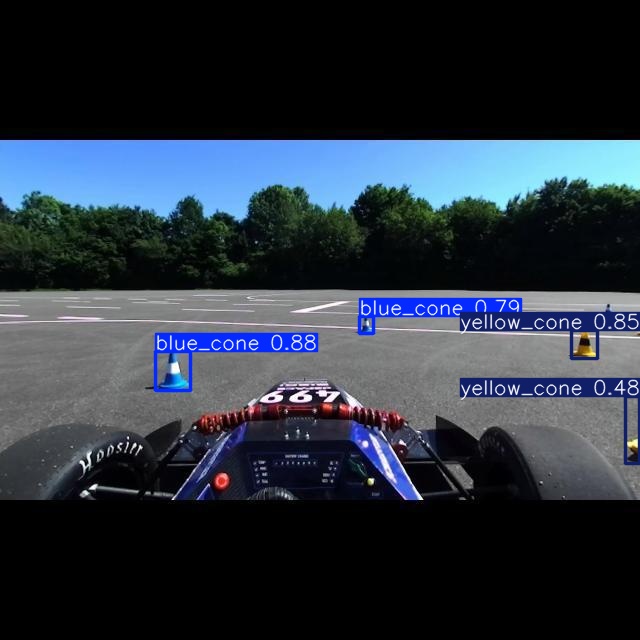 blue_cone 0.79
yellow_cone 0.85
blue_cone 0.88
yellow_cone 0.48
499
Hoosier